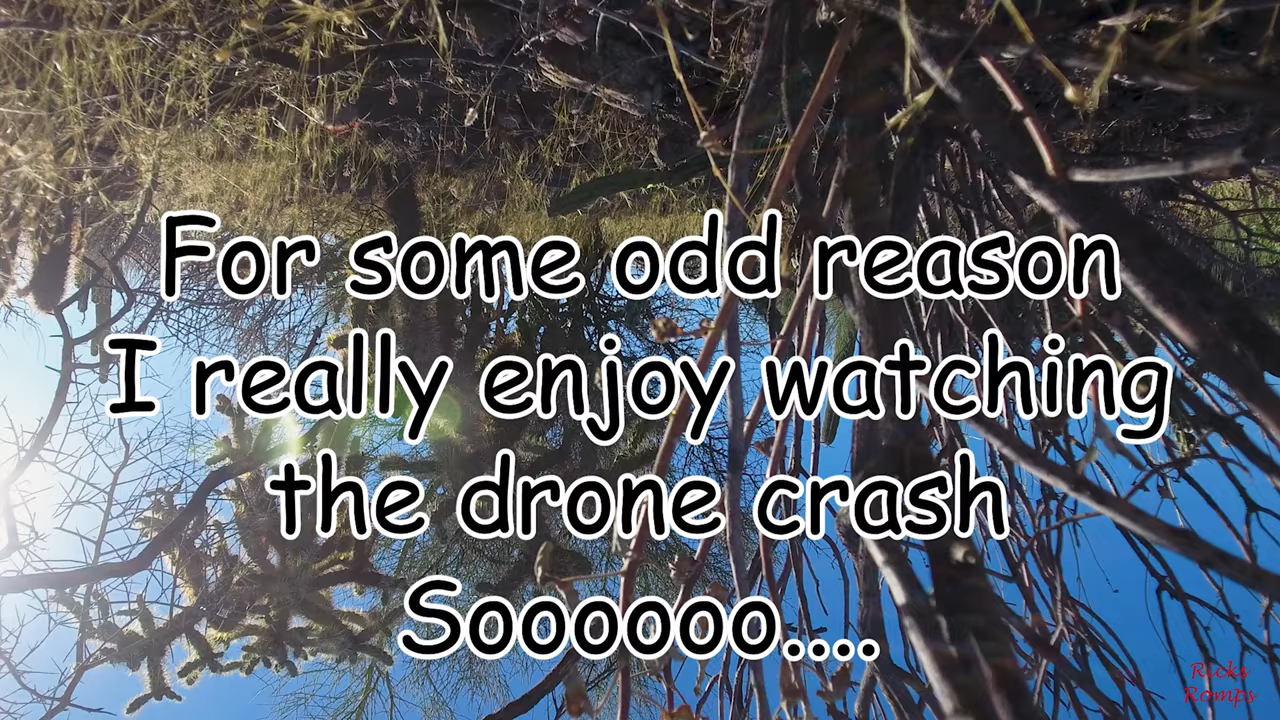 For some odd reason
I really enjoy watching
the drone crash
Soooooo....
Ricks
Romps